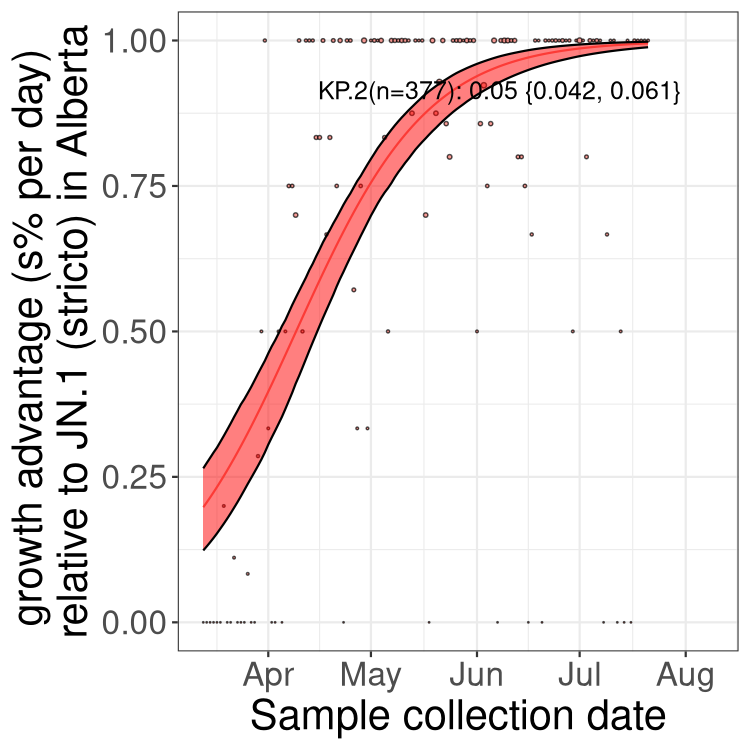 growth advantage (s% per day)
relative to JN.1 (stricto) in Alberta
1.00
0.75
0.50
0.25
0.00
KP.2(n=377): 0.05 {0.042, 0.061}
Apr May Jun Jul Aug
Sample collection date